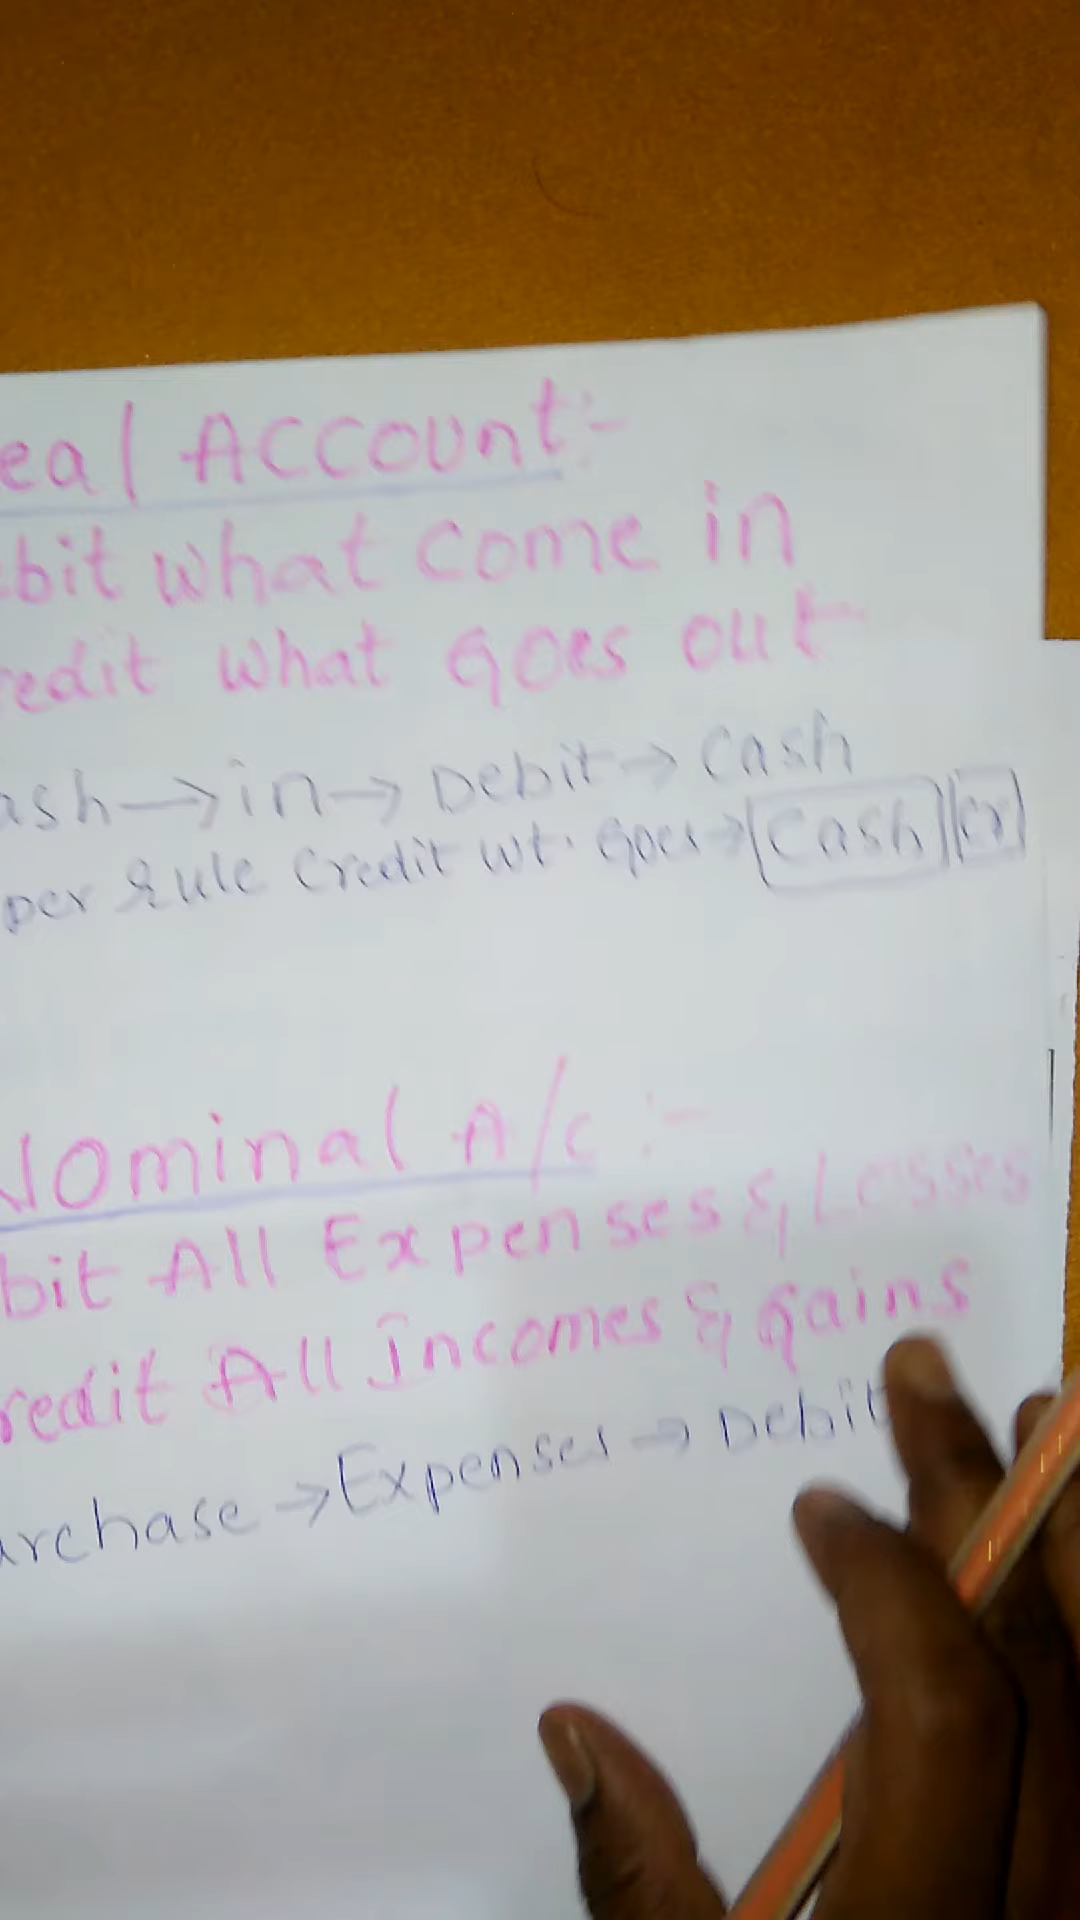 eal Account:-
bit what come in
redit what Goes out
ash → in → Debit → Cash
per Rule Credit wt. Goes → Cash Cr
Nominal A/c :-
bit All Expenses & Losses
redit All Incomes & gains
urchase → Expenses → Debit